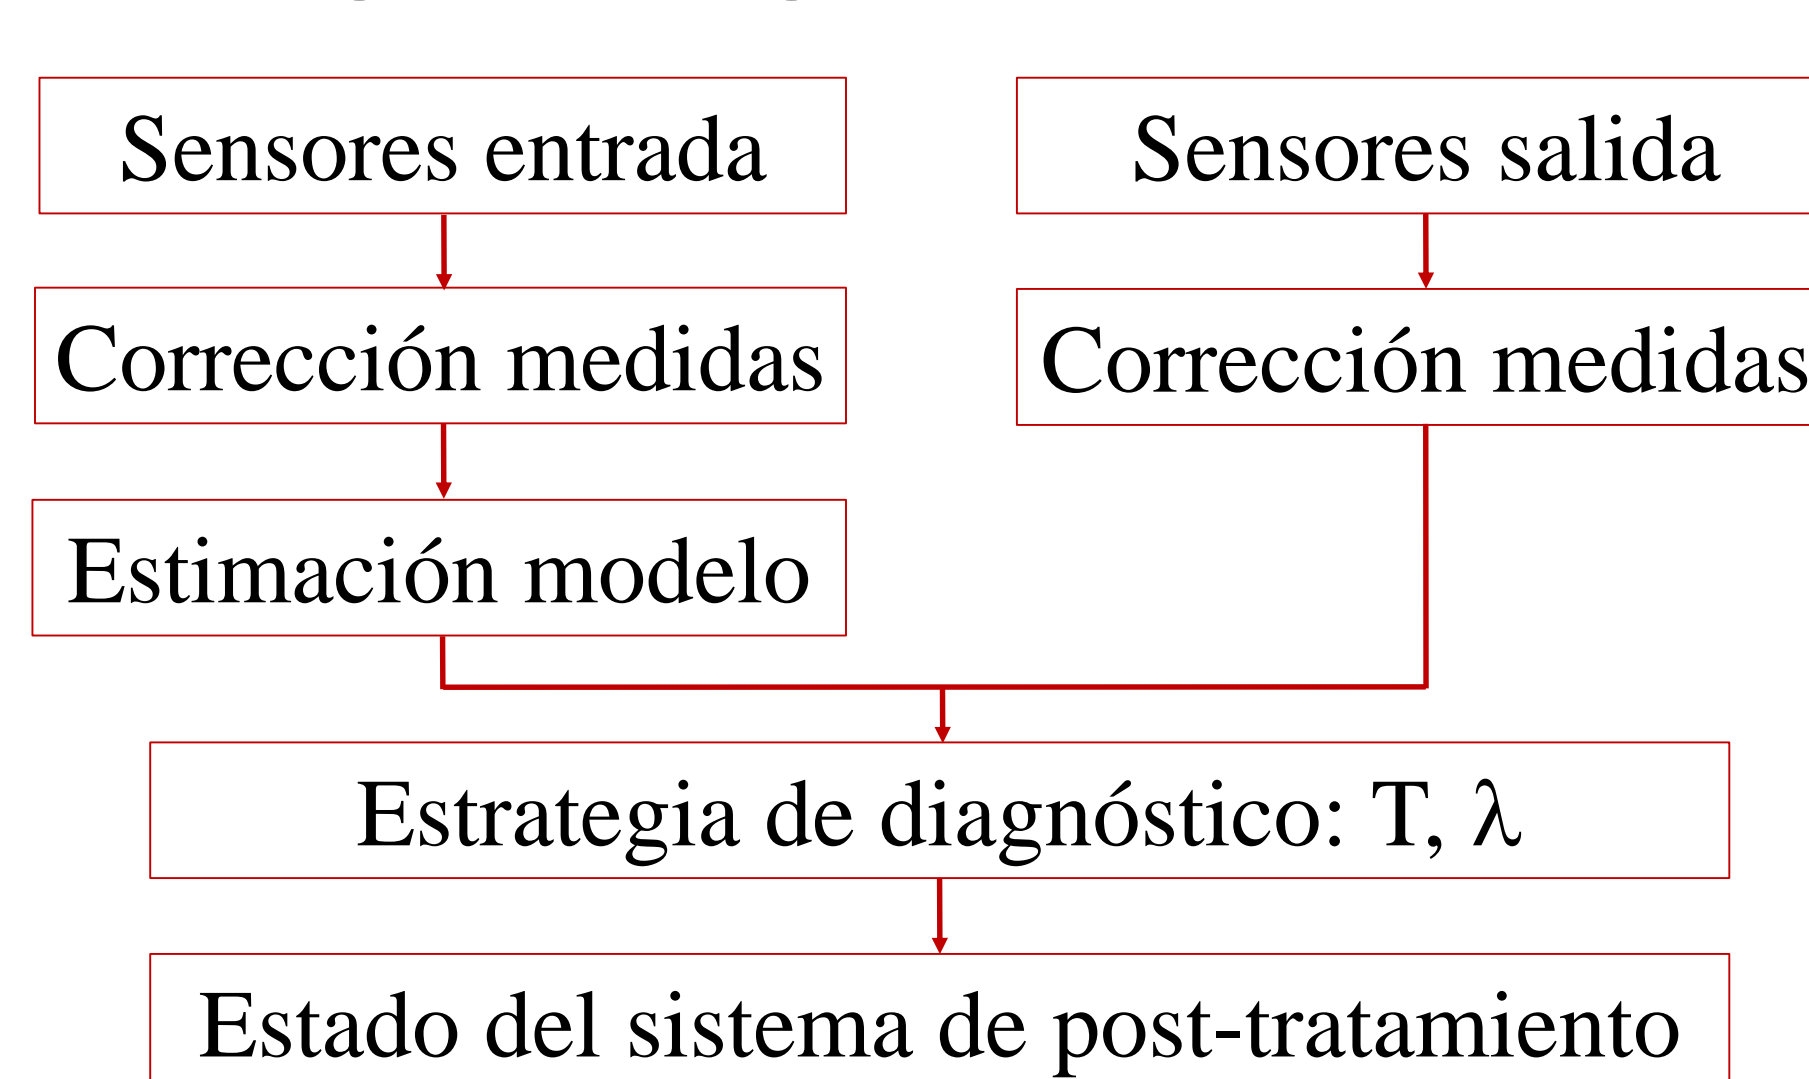 Sensores entrada
Sensores salida
Corrección medidas
Corrección medidas
Estimación modelo
Estrategia de diagnóstico: T, λ
Estado del sistema de post-tratamiento